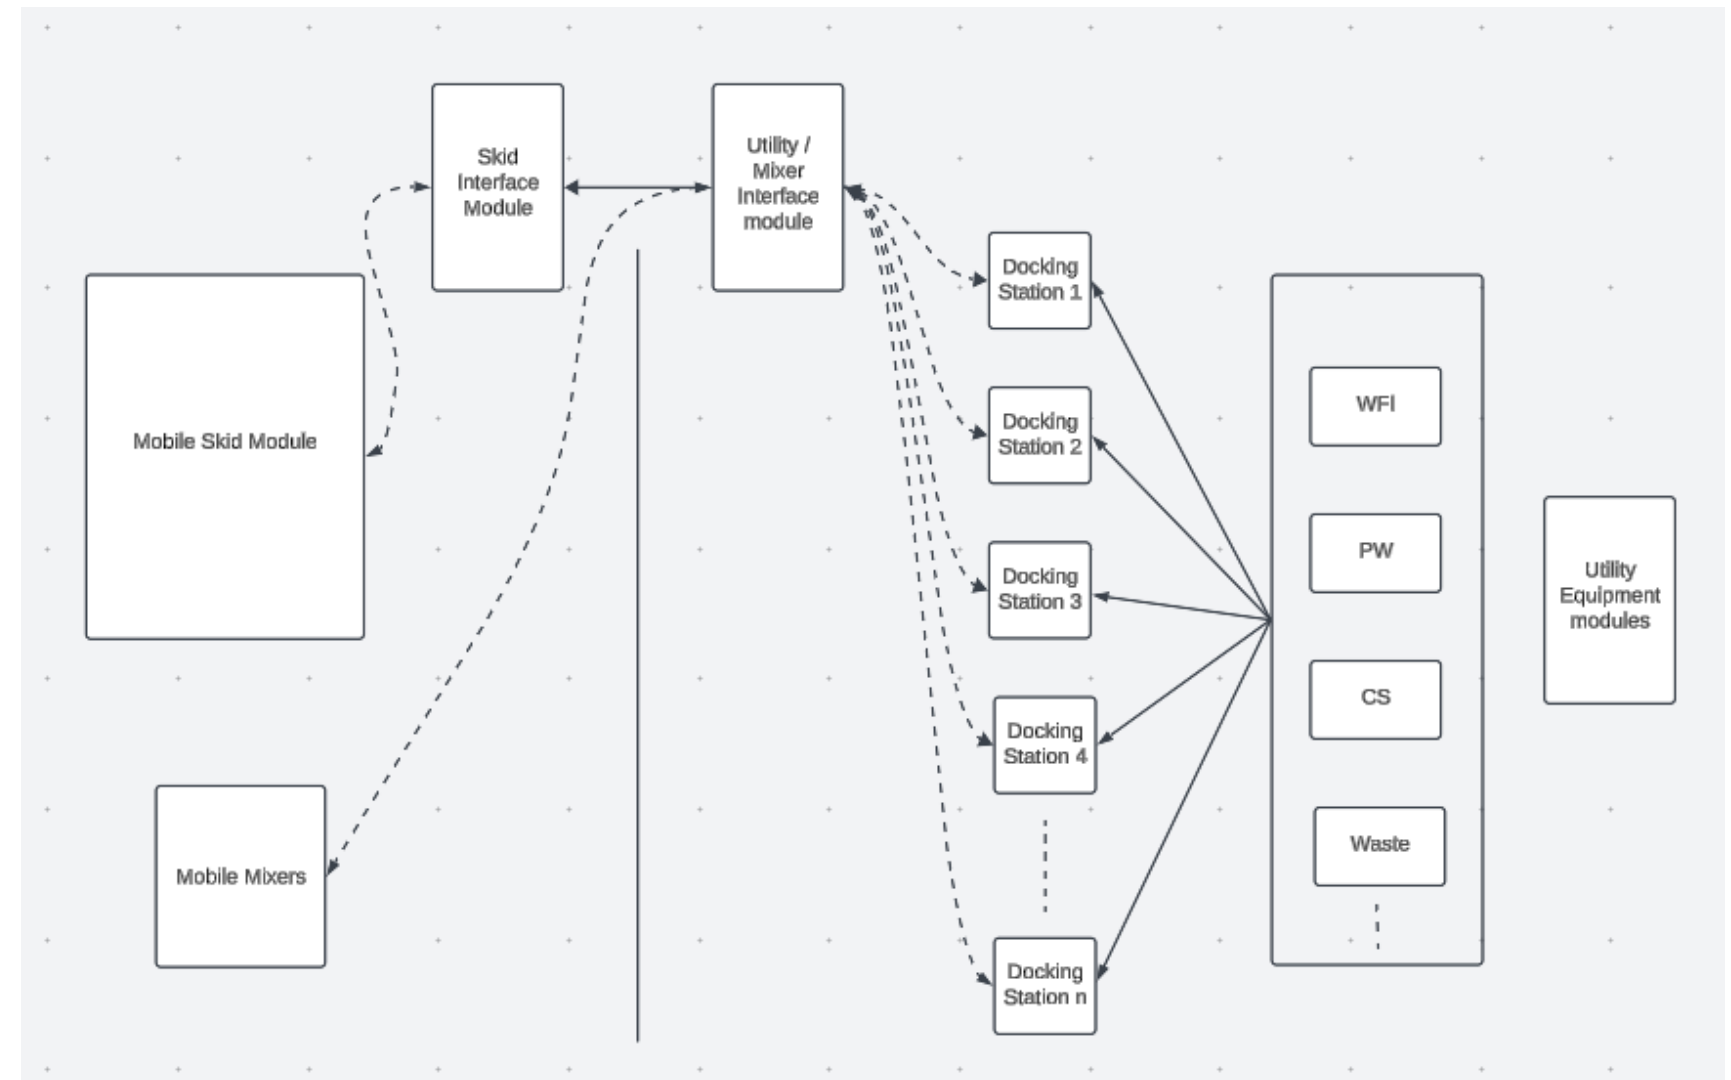 Skid
Interface
Module
Utility /
Mixer
Interface
module
Docking
Station 1
Mobile Skid Module
Docking
Station 2
WFI
PW
Docking
Station 3
Utility
Equipment
modules
CS
Docking
Station 4
Waste
Mobile Mixers
Docking
Station n